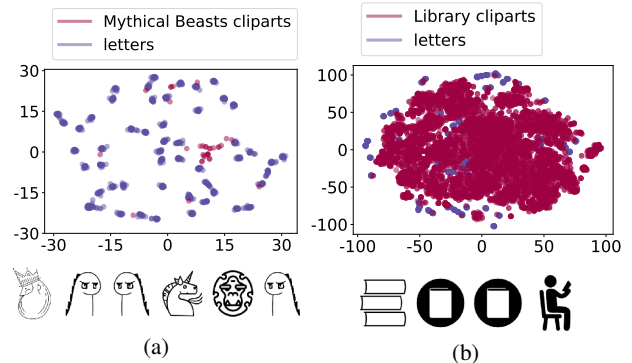 Mythical Beasts cliparts
letters
30
15
0
-15
-30
-30 -15 0 15 30
(a)
Library cliparts
letters
100
50
0
-50
-100
-100 -50 0 50 100
(b)